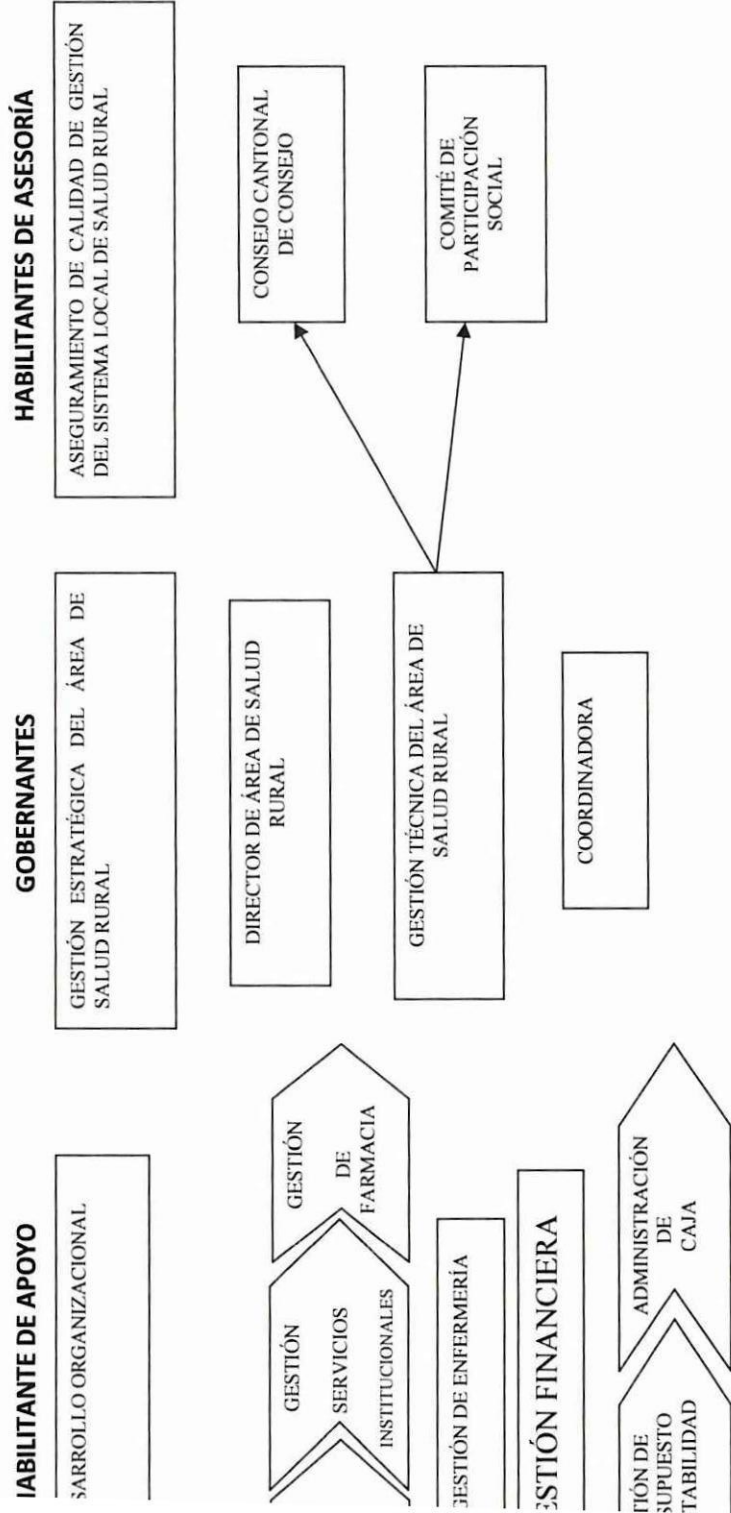 IABILITANTE DE APOYO
SARROLLO ORGANIZACIONAL
GESTIÓN
SERVICIOS
INSTITUCIONALES
GESTIÓN
DE
FARMACIA
GESTIÓN DE ENFERMERÍA
ESTIÓN FINANCIERA
TIÓN DE
SUPUESTO
TABILIDAD
ADMINISTRACIÓN
DE
CAJA
GOBERNANTES
GESTIÓN ESTRATÉGICA DEL ÁREA DE
SALUD RURAL
DIRECTOR DE ÁREA DE SALUD
RURAL
GESTIÓN TÉCNICA DEL ÁREA DE
SALUD RURAL
COORDINADORA
HABILITANTES DE ASESORÍA
ASEGURAMIENTO DE CALIDAD DE GESTIÓN
DEL SISTEMA LOCAL DE SALUD RURAL
CONSEJO CANTONAL
DE CONSEJO
COMITÉ DE
PARTICIPACIÓN
SOCIAL